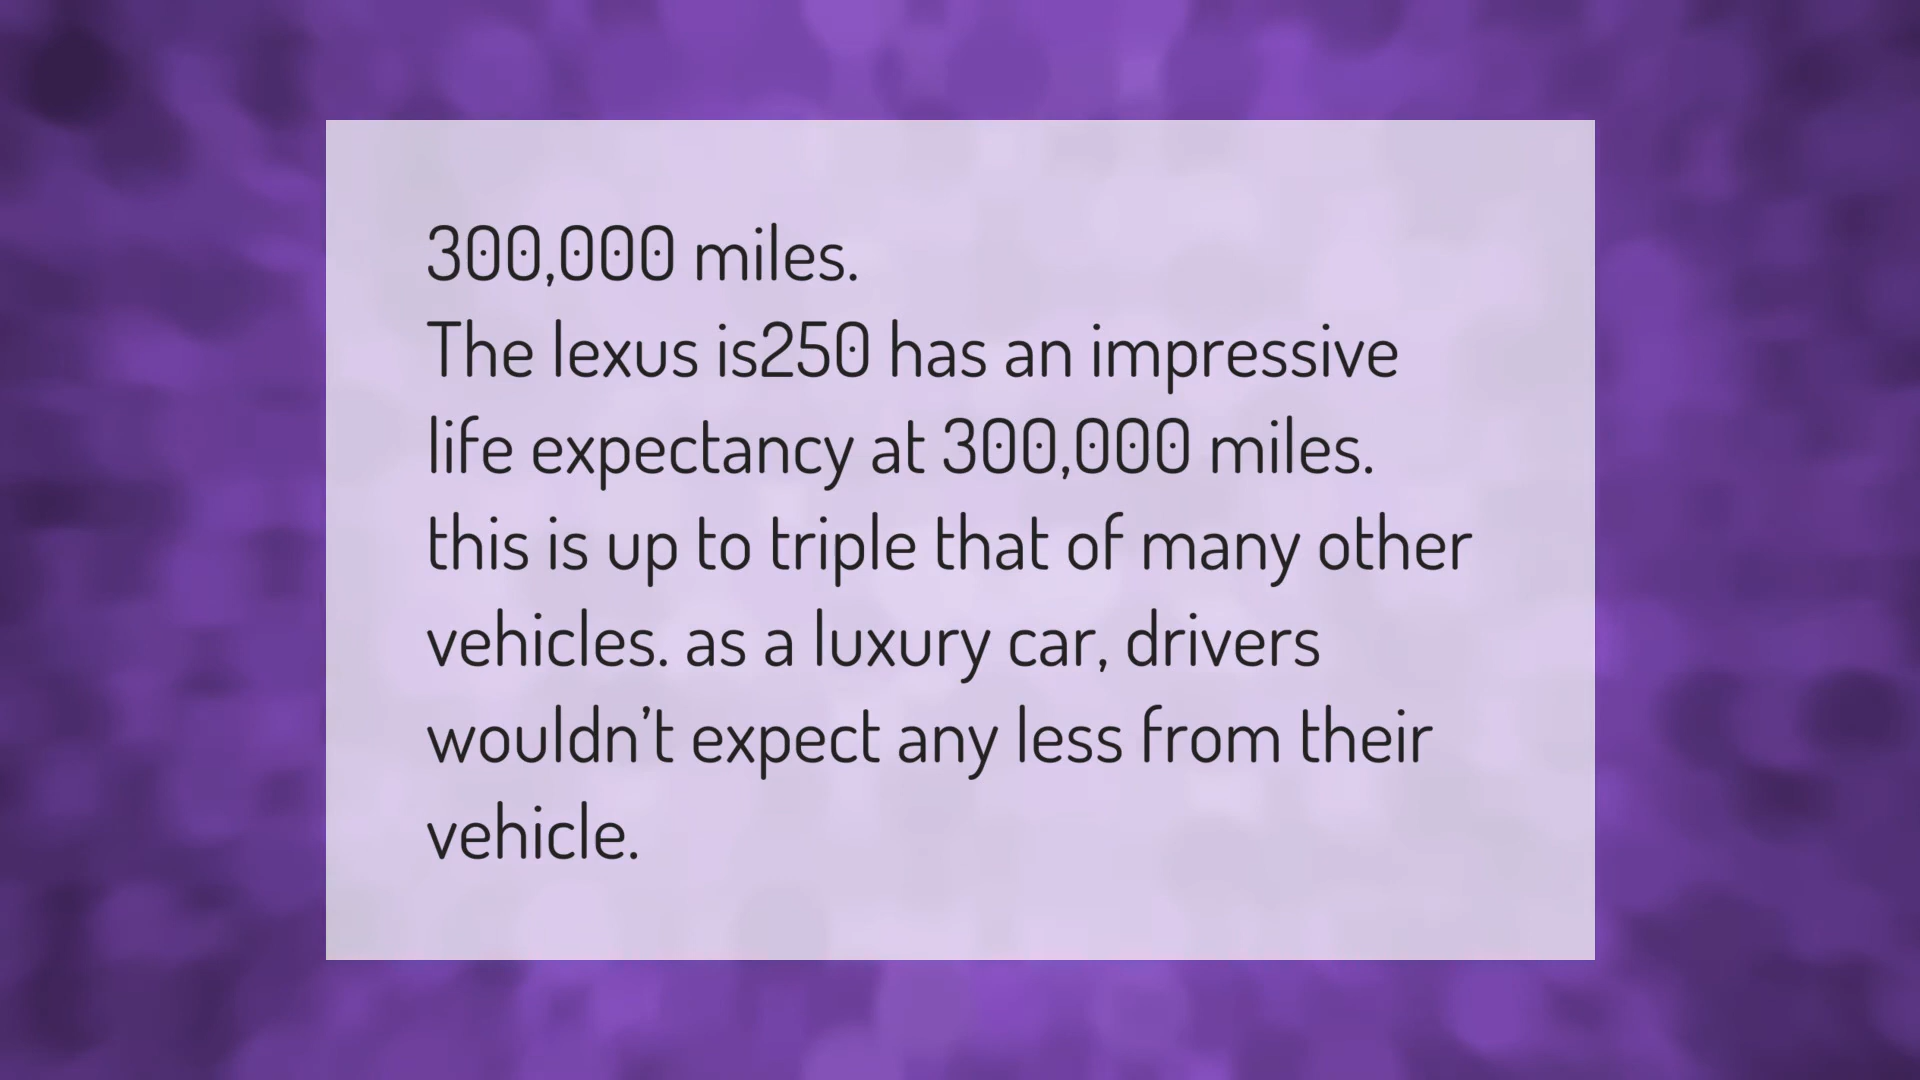 300,000 miles.
The lexus is250 has an impressive
life expectancy at 300,000 miles.
this is up to triple that of many other
vehicles. as a luxury car, drivers
wouldn't expect any less from their
vehicle.